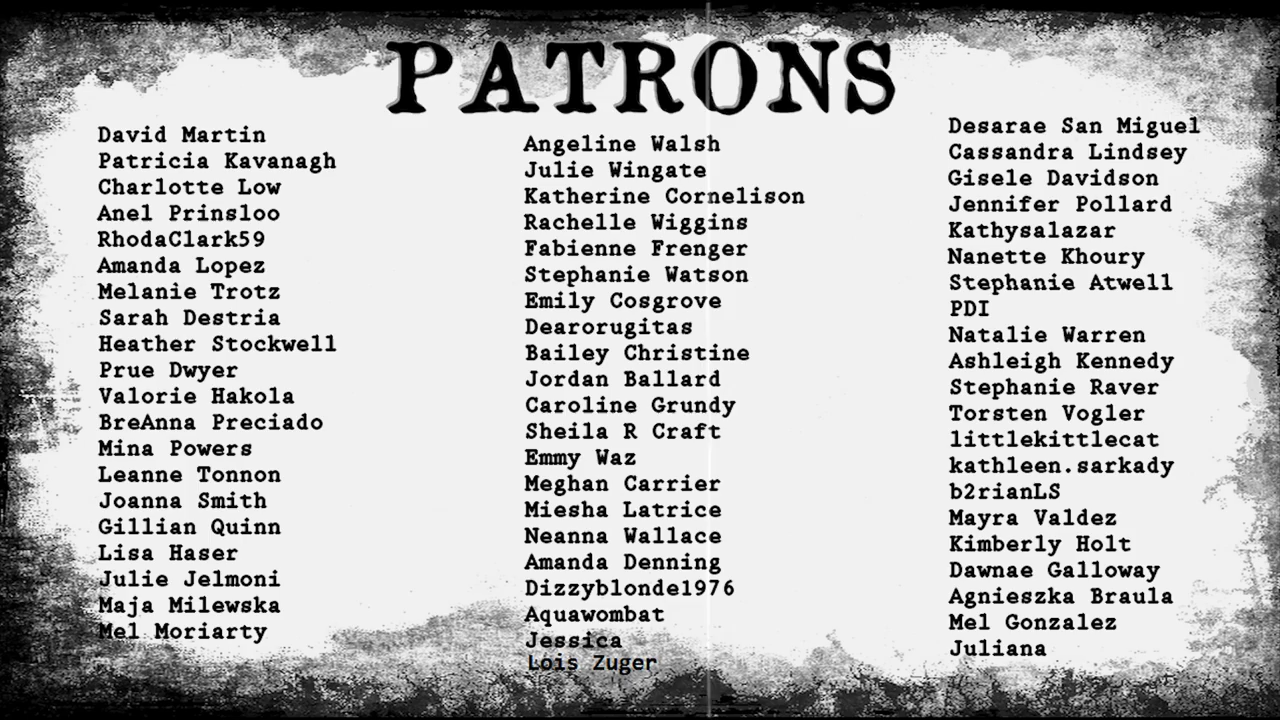 PATRONS
David Martin
Patricia Kavanagh
Charlotte Low
Anel Prinsloo
RhodaClark59
Amanda Lopez
Melanie Trotz
Sarah Destria
Heather Stockwell
Prue Dwyer
Valorie Hakola
BreAnna Preciado
Mina Powers
Leanne Tonnon
Joanna Smith
Gillian Quinn
Lisa Haser
Julie Jelmoni
Maja Milewska
Mel Moriarty
Angeline Walsh
Julie Wingate
Katherine Cornelison
Rachelle Wiggins
Fabienne Frenger
Stephanie Watson
Emily Cosgrove
Dearorugitas
Bailey Christine
Jordan Ballard
Caroline Grundy
Sheila R Craft
Emmy Waz
Meghan Carrier
Miesha Latrice
Neanna Wallace
Amanda Denning
Dizzyblonde1976
Aquawombat
Jessica
Lois Zuger
Desarae San Miguel
Cassandra Lindsey
Gisele Davidson
Jennifer Pollard
Kathysalazar
Nanette Khoury
Stephanie Atwell
PDI
Natalie Warren
Ashleigh Kennedy
Stephanie Raver
Torsten Vogler
littlekittlecat
kathleen.sarkady
b2rianLS
Mayra Valdez
Kimberly Holt
Dawnae Galloway
Agnieszka Braula
Mel Gonzalez
Juliana